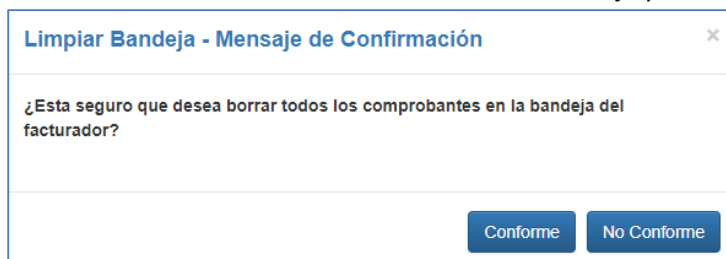 Limpiar Bandeja - Mensaje de Confirmación ×
¿Esta seguro que desea borrar todos los comprobantes en la bandeja del
facturador?
Conforme No Conforme